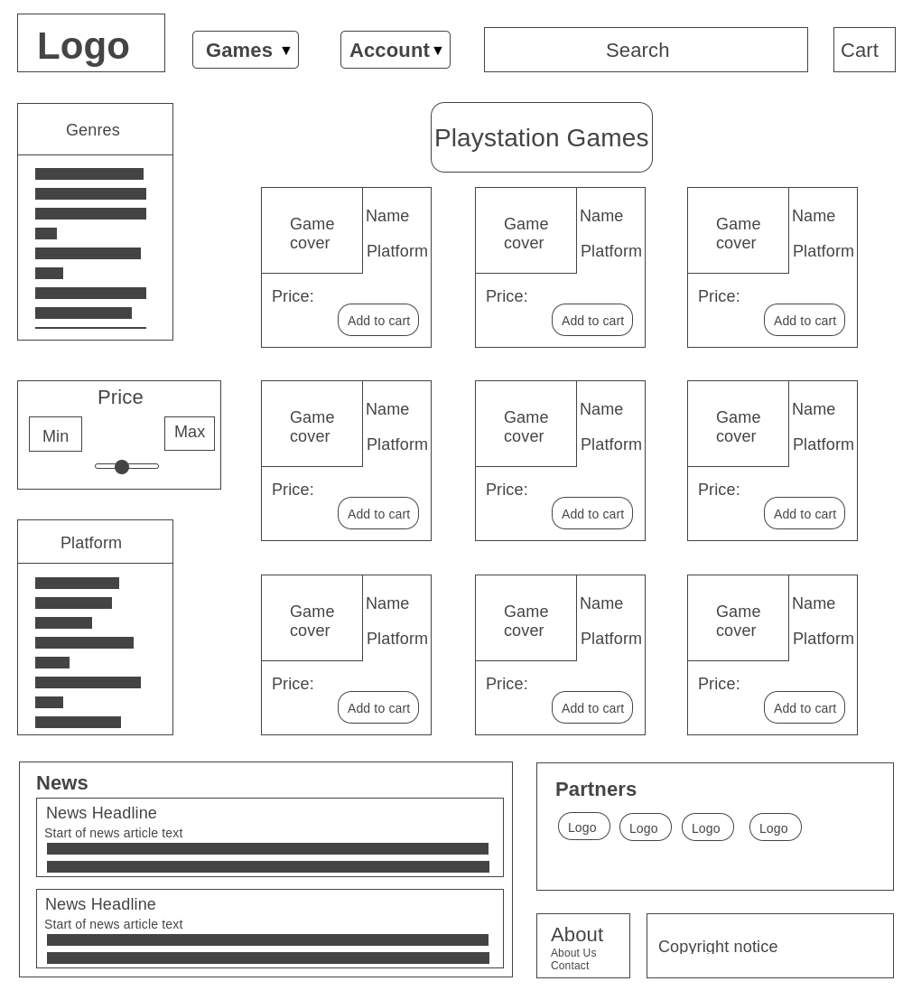 Logo
Games ▼
Account ▼
Search
Cart
Genres
Playstation Games
Game
cover
Name
Platform
Price:
Add to cart
Game
cover
Name
Platform
Price:
Add to cart
Game
cover
Name
Platform
Price:
Add to cart
Price
Min
Max
Game
cover
Name
Platform
Price:
Add to cart
Game
cover
Name
Platform
Price:
Add to cart
Game
cover
Name
Platform
Price:
Add to cart
Platform
Game
cover
Name
Platform
Price:
Add to cart
Game
cover
Name
Platform
Price:
Add to cart
Game
cover
Name
Platform
Price:
Add to cart
News
News Headline
Start of news article text
News Headline
Start of news article text
Partners
Logo
Logo
Logo
Logo
About
About Us
Contact
Copyright notice